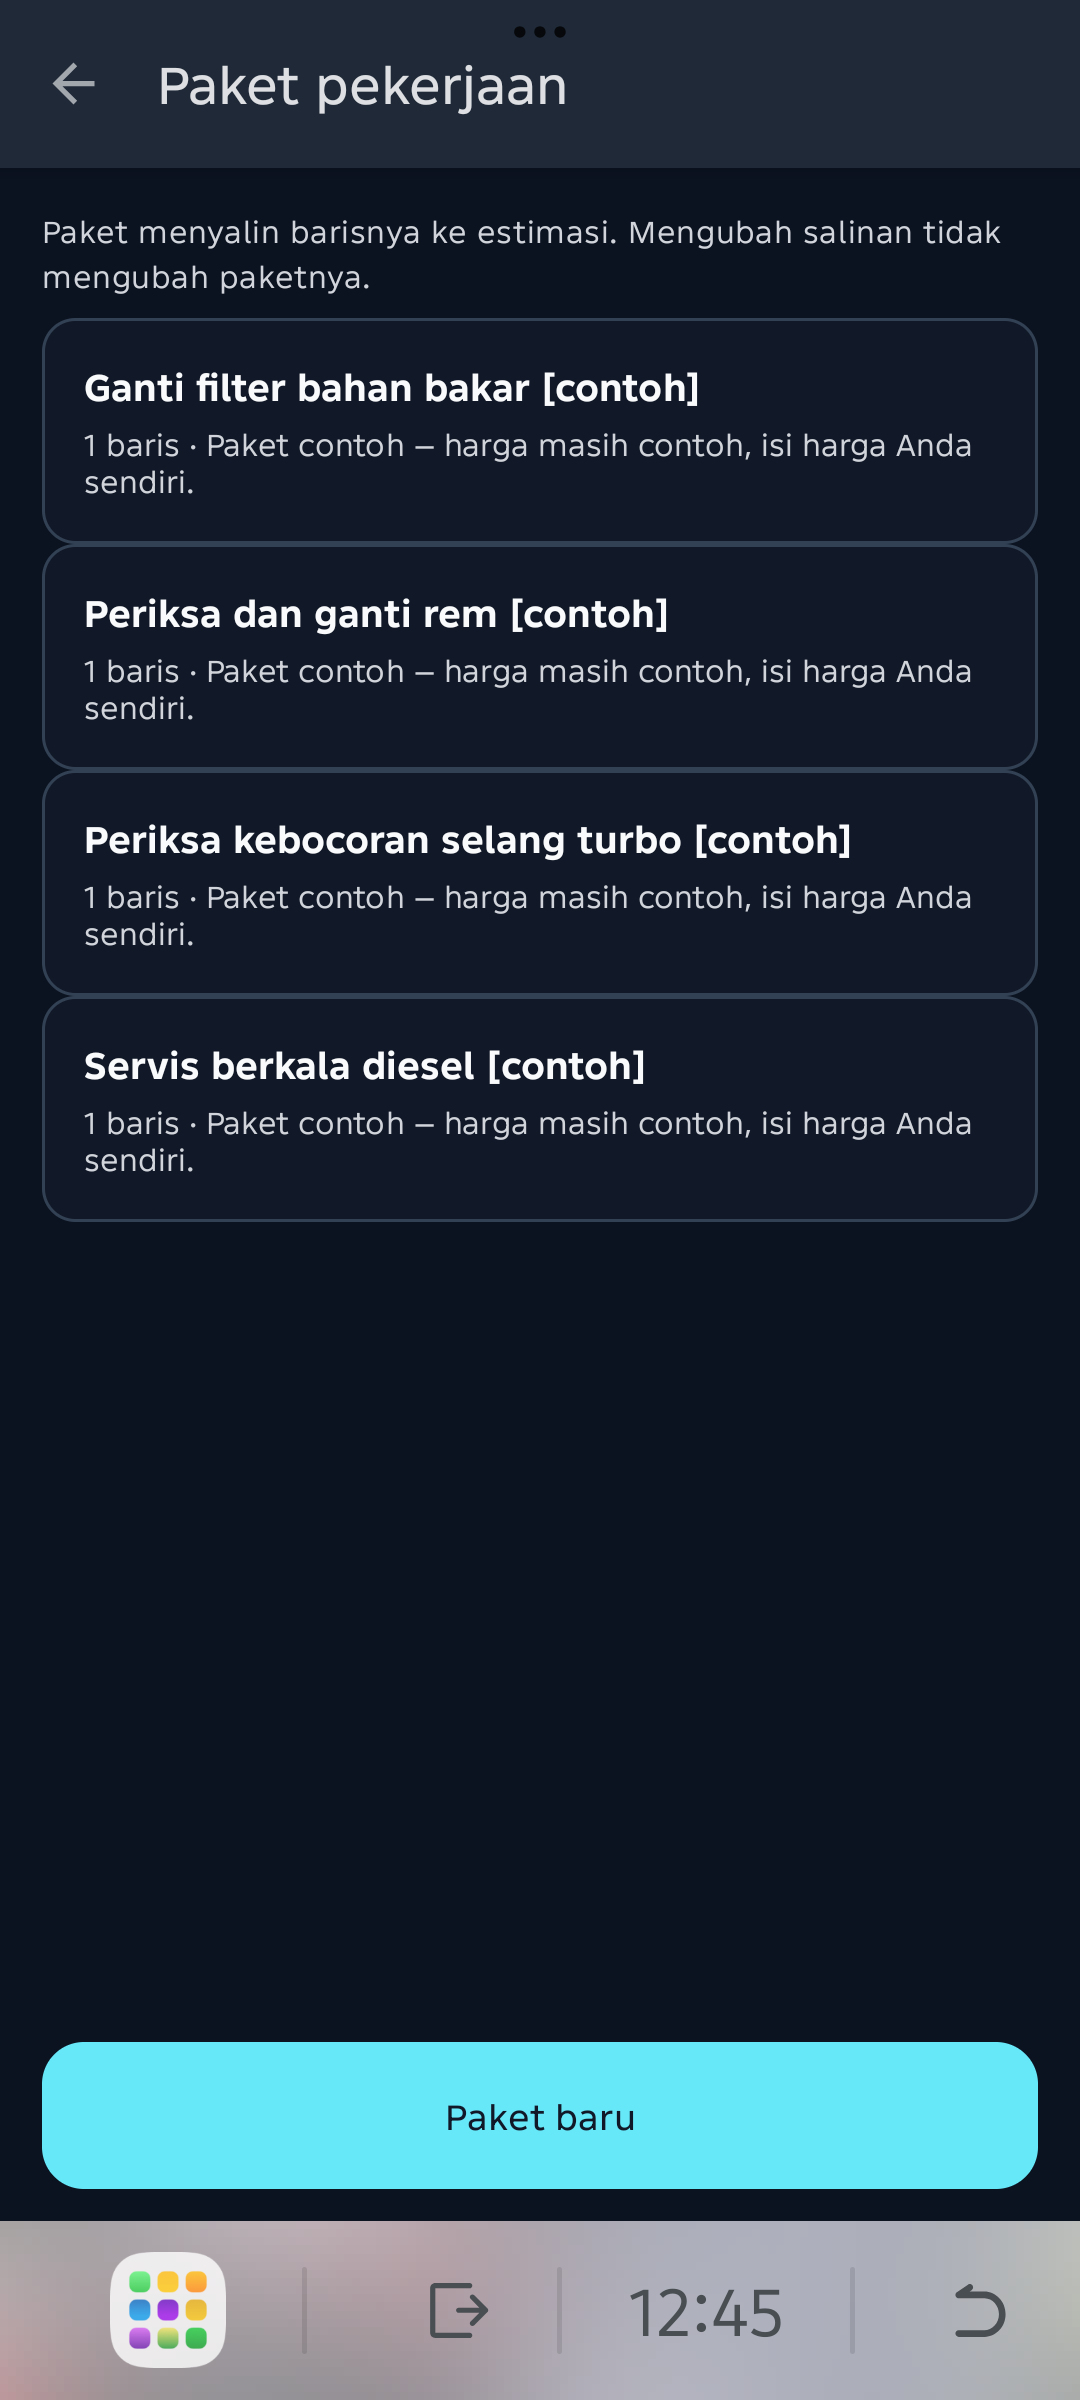 Paket pekerjaan
Paket menyalin barisnya ke estimasi. Mengubah salinan tidak
mengubah paketnya.
Ganti filter bahan bakar [contoh]
1 baris · Paket contoh — harga masih contoh, isi harga Anda
sendiri.
Periksa dan ganti rem [contoh]
1 baris · Paket contoh — harga masih contoh, isi harga Anda
sendiri.
Periksa kebocoran selang turbo [contoh]
1 baris · Paket contoh — harga masih contoh, isi harga Anda
sendiri.
Servis berkala diesel [contoh]
1 baris · Paket contoh — harga masih contoh, isi harga Anda
sendiri.
Paket baru
12:45